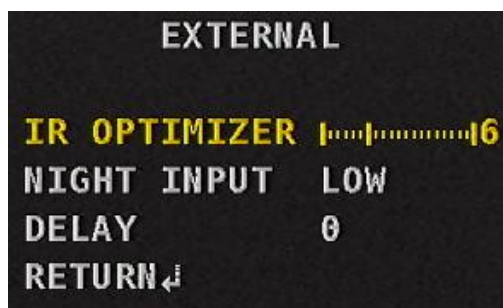 EXTERNAL
IR OPTIMIZER 6
NIGHT INPUT LOW
DELAY 0
RETURN↲